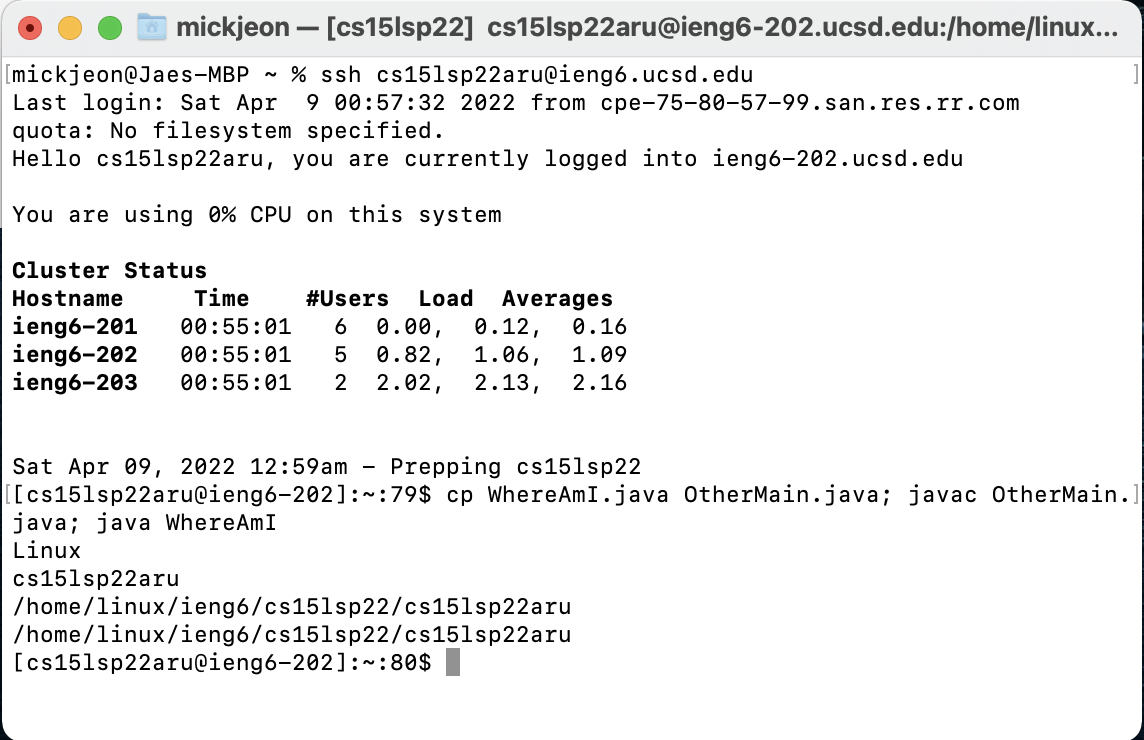 mickjeon — [cs15lsp22] cs15lsp22aru@ieng6-202.ucsd.edu:/home/linux...
[mickjeon@Jaes-MBP ~ % ssh cs15lsp22aru@ieng6.ucsd.edu ]
Last login: Sat Apr  9 00:57:32 2022 from cpe-75-80-57-99.san.res.rr.com
quota: No filesystem specified.
Hello cs15lsp22aru, you are currently logged into ieng6-202.ucsd.edu
You are using 0% CPU on this system
Cluster Status
Hostname     Time    #Users  Load  Averages
ieng6-201   00:55:01   6  0.00,  0.12,  0.16
ieng6-202   00:55:01   5  0.82,  1.06,  1.09
ieng6-203   00:55:01   2  2.02,  2.13,  2.16
Sat Apr 09, 2022 12:59am - Prepping cs15lsp22
[[cs15lsp22aru@ieng6-202]:~:79$ cp WhereAmI.java OtherMain.java; javac OtherMain.]
java; java WhereAmI
Linux
cs15lsp22aru
/home/linux/ieng6/cs15lsp22/cs15lsp22aru
/home/linux/ieng6/cs15lsp22/cs15lsp22aru
[cs15lsp22aru@ieng6-202]:~:80$